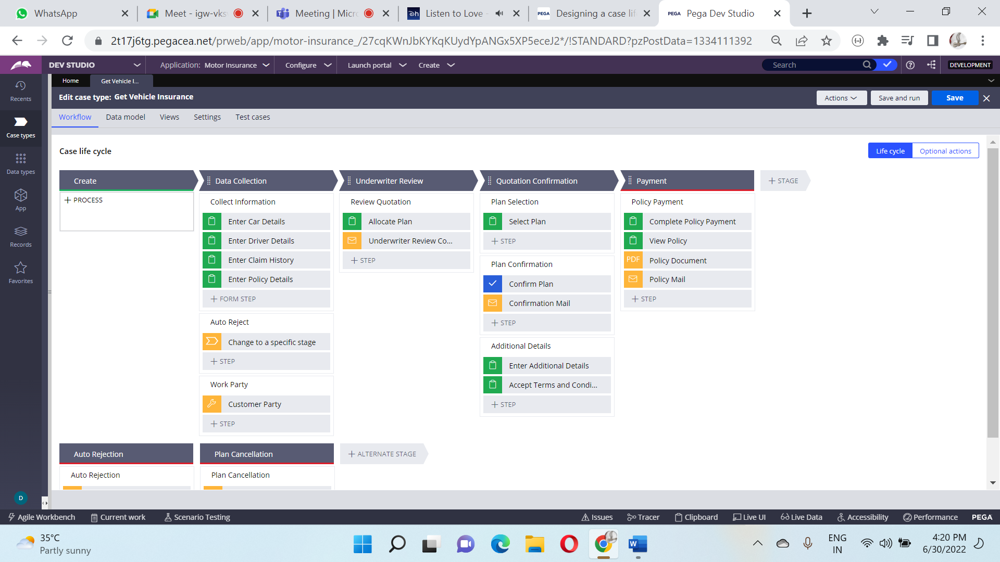 WhatsApp
Meet - igw-vks
Meeting | Micro
Listen to Love -
PEGA Designing a case lif
PEGA Pega Dev Studio
2t17j6tg.pegacea.net/prweb/app/motor-insurance_/27cqKWnJbKYKqKUydYpANGx5XP5eceJ2*/!STANDARD?pzPostData=1334111392
DEV STUDIO
Application: Motor Insurance
Configure
Launch portal
Create
Search
DEVELOPMENT
Recents
Case types
Data types
App
Records
Favorites
D
Home
Get Vehicle I...
Edit case type: Get Vehicle Insurance
Actions
Save and run
Save
Workflow
Data model
Views
Settings
Test cases
Case life cycle
Life cycle
Optional actions
Create
+ PROCESS
Data Collection
Collect Information
Enter Car Details
Enter Driver Details
Enter Claim History
Enter Policy Details
+ FORM STEP
Auto Reject
Change to a specific stage
+ STEP
Work Party
Customer Party
+ STEP
Underwriter Review
Review Quotation
Allocate Plan
Underwriter Review Co...
+ STEP
Quotation Confirmation
Plan Selection
Select Plan
+ STEP
Plan Confirmation
Confirm Plan
Confirmation Mail
+ STEP
Additional Details
Enter Additional Details
Accept Terms and Condi...
+ STEP
Payment
Policy Payment
Complete Policy Payment
View Policy
PDF Policy Document
Policy Mail
+ STEP
+ STAGE
Auto Rejection
Auto Rejection
Plan Cancellation
Plan Cancellation
+ ALTERNATE STAGE
Agile Workbench
Current work
Scenario Testing
Issues
Tracer
Clipboard
Live UI
Live Data
Accessibility
Performance
PEGA
35°C
Partly sunny
ENG
IN
4:20 PM
6/30/2022